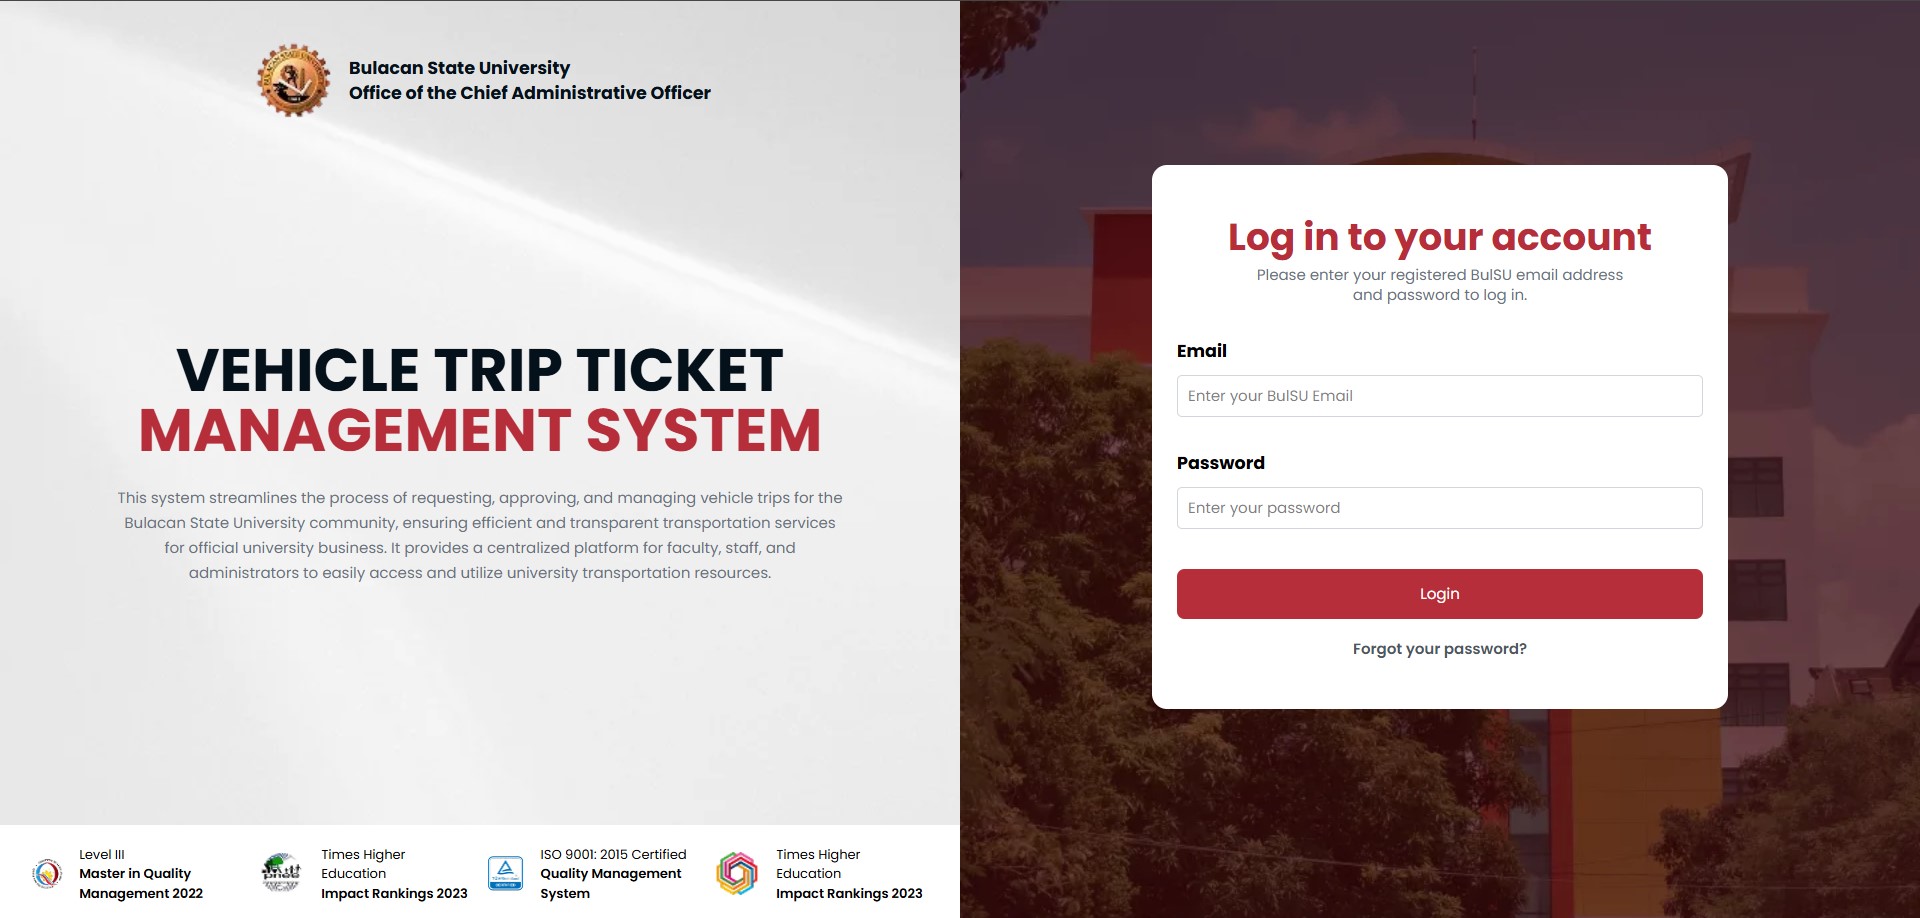 Bulacan State University
Office of the Chief Administrative Officer
VEHICLE TRIP TICKET
MANAGEMENT SYSTEM
This system streamlines the process of requesting, approving, and managing vehicle trips for the
Bulacan State University community, ensuring efficient and transparent transportation services
for official university business. It provides a centralized platform for faculty, staff, and
administrators to easily access and utilize university transportation resources.
Level III
Master in Quality
Management 2022
Times Higher
Education
Impact Rankings 2023
ISO 9001: 2015 Certified
Quality Management
System
Times Higher
Education
Impact Rankings 2023
Log in to your account
Please enter your registered BulSU email address
and password to log in.
Email
Enter your BulSU Email
Password
Enter your password
Login
Forgot your password?